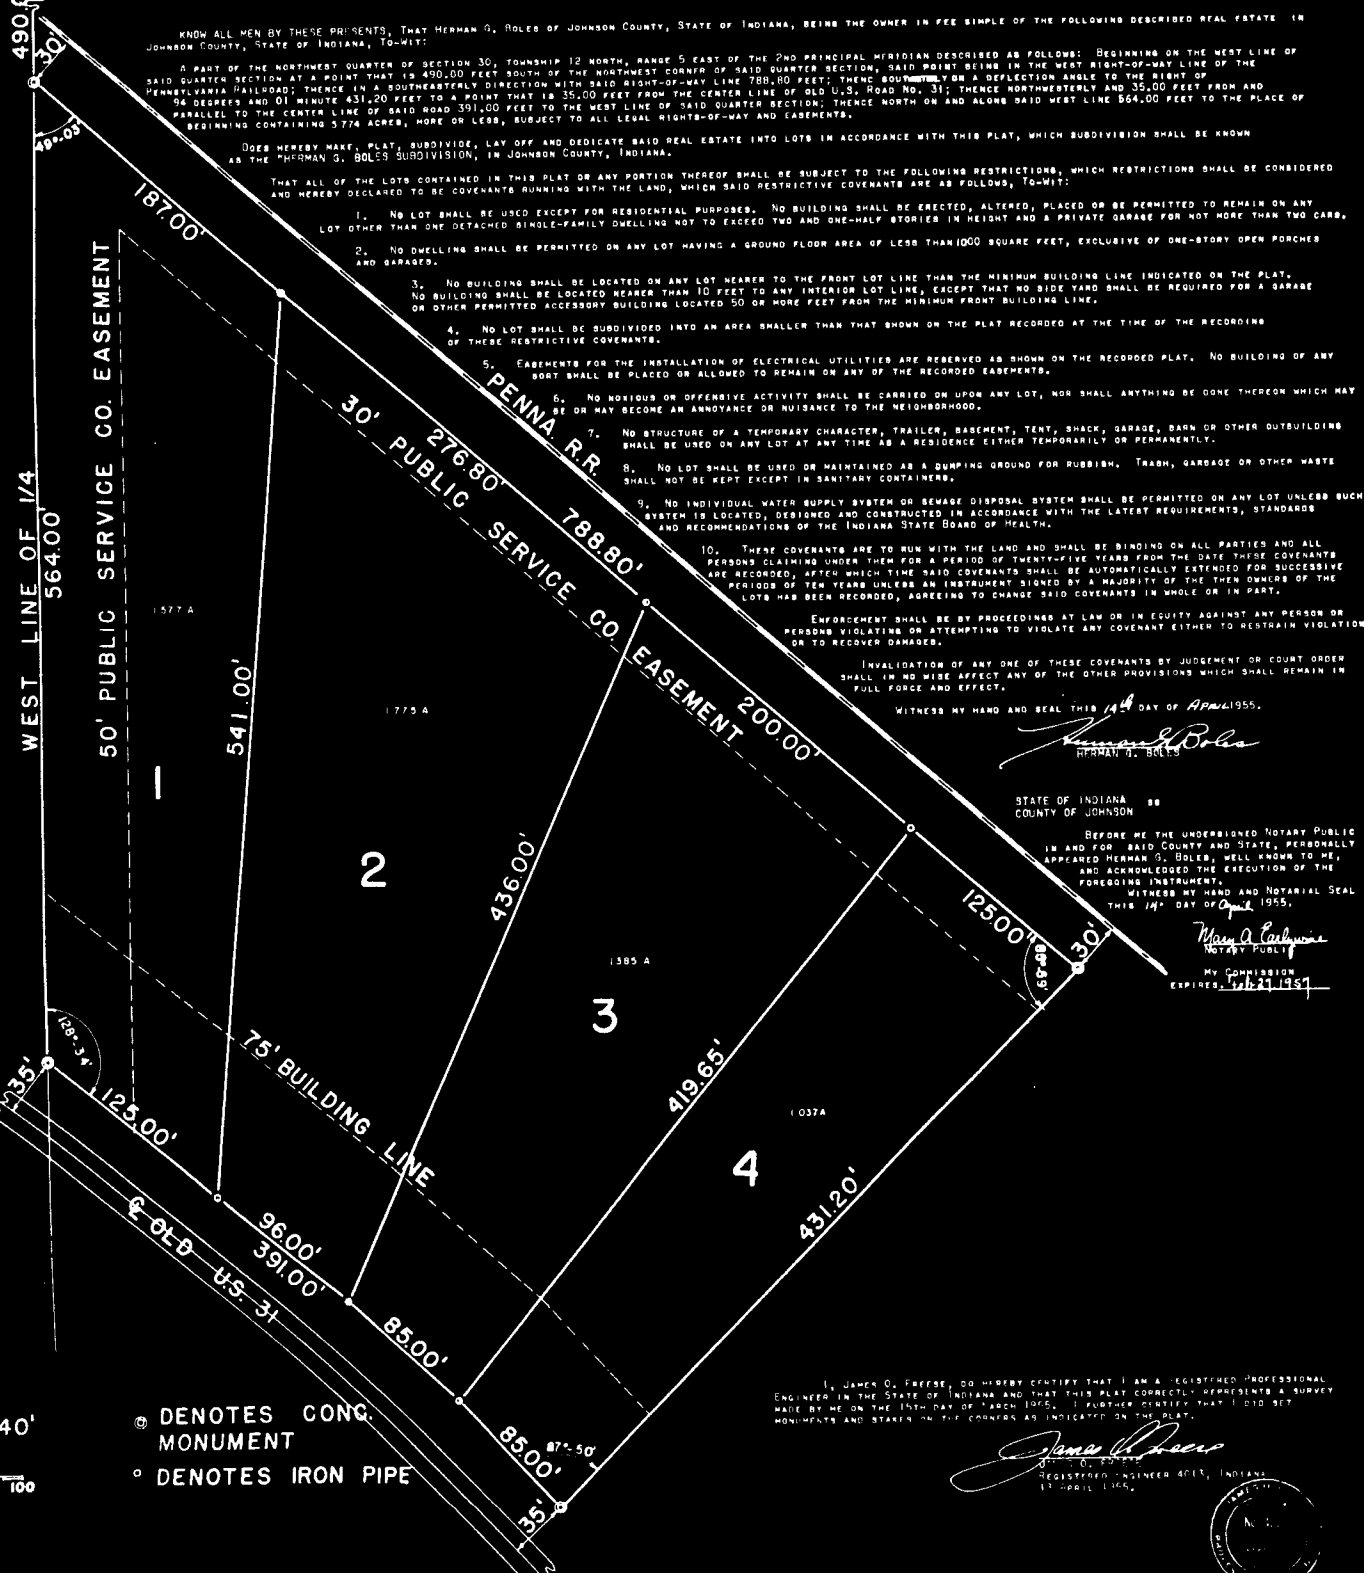 490.
30'
KNOW ALL MEN BY THESE PRESENTS, THAT HERMAN G. BOLES OF JOHNSON COUNTY, STATE OF INDIANA, BEING THE OWNER IN FEE SIMPLE OF THE FOLLOWING DESCRIBED REAL ESTATE IN
JOHNSON COUNTY, STATE OF INDIANA, TO-WIT:
A PART OF THE NORTHWEST QUARTER OF SECTION 30, TOWNSHIP 12 NORTH, RANGE 5 EAST OF THE 2ND PRINCIPAL MERIDIAN DESCRIBED AS FOLLOWS: BEGINNING ON THE WEST LINE OF
SAID QUARTER SECTION AT A POINT THAT IS 490.00 FEET SOUTH OF THE NORTHWEST CORNER OF SAID QUARTER SECTION, SAID POINT BEING IN THE WEST RIGHT-OF-WAY LINE OF THE
PENNSYLVANIA RAILROAD; THENCE IN A SOUTHEASTERLY DIRECTION WITH SAID RIGHT-OF-WAY LINE 788.80 FEET; THENCE SOUTHWESTERLY ON A DEFLECTION ANGLE TO THE RIGHT OF
94 DEGREES AND 01 MINUTE 431.20 FEET TO A POINT THAT IS 35.00 FEET FROM THE CENTER LINE OF OLD U.S. ROAD NO. 31; THENCE NORTHWESTERLY AND 35.00 FEET FROM AND
PARALLEL TO THE CENTER LINE OF SAID ROAD 391.00 FEET TO THE WEST LINE OF SAID QUARTER SECTION; THENCE NORTH ON AND ALONG SAID WEST LINE 564.00 FEET TO THE PLACE OF
BEGINNING CONTAINING 5.774 ACRES, MORE OR LESS, SUBJECT TO ALL LEGAL RIGHTS-OF-WAY AND EASEMENTS.
DOES HEREBY MAKE, PLAT, SUBDIVIDE, LAY OFF AND DEDICATE SAID REAL ESTATE INTO LOTS IN ACCORDANCE WITH THIS PLAT, WHICH SUBDIVISION SHALL BE KNOWN
AS THE "HERMAN G. BOLES SUBDIVISION, IN JOHNSON COUNTY, INDIANA.
THAT ALL OF THE LOTS CONTAINED IN THIS PLAT OR ANY PORTION THEREOF SHALL BE SUBJECT TO THE FOLLOWING RESTRICTIONS, WHICH RESTRICTIONS SHALL BE CONSIDERED
AND HEREBY DECLARED TO BE COVENANTS RUNNING WITH THE LAND, WHICH SAID RESTRICTIVE COVENANTS ARE AS FOLLOWS, TO-WIT:
1. NO LOT SHALL BE USED EXCEPT FOR RESIDENTIAL PURPOSES. NO BUILDING SHALL BE ERECTED, ALTERED, PLACED OR BE PERMITTED TO REMAIN ON ANY
LOT OTHER THAN ONE DETACHED SINGLE-FAMILY DWELLING NOT TO EXCEED TWO AND ONE-HALF STORIES IN HEIGHT AND A PRIVATE GARAGE FOR NOT MORE THAN TWO CARS.
2. NO DWELLING SHALL BE PERMITTED ON ANY LOT HAVING A GROUND FLOOR AREA OF LESS THAN 1000 SQUARE FEET, EXCLUSIVE OF ONE-STORY OPEN PORCHES
AND GARAGES.
3. NO BUILDING SHALL BE LOCATED ON ANY LOT NEARER TO THE FRONT LOT LINE THAN THE MINIMUM BUILDING LINE INDICATED ON THE PLAT.
NO BUILDING SHALL BE LOCATED NEARER THAN 10 FEET TO ANY INTERIOR LOT LINE, EXCEPT THAT NO SIDE YARD SHALL BE REQUIRED FOR A GARAGE
OR OTHER PERMITTED ACCESSORY BUILDING LOCATED 50 OR MORE FEET FROM THE MINIMUM FRONT BUILDING LINE.
4. NO LOT SHALL BE SUBDIVIDED INTO AN AREA SMALLER THAN THAT SHOWN ON THE PLAT RECORDED AT THE TIME OF THE RECORDING
OF THESE RESTRICTIVE COVENANTS.
5. EASEMENTS FOR THE INSTALLATION OF ELECTRICAL UTILITIES ARE RESERVED AS SHOWN ON THE RECORDED PLAT. NO BUILDING OF ANY
SORT SHALL BE PLACED OR ALLOWED TO REMAIN ON ANY OF THE RECORDED EASEMENTS.
6. NO NOXIOUS OR OFFENSIVE ACTIVITY SHALL BE CARRIED ON UPON ANY LOT, NOR SHALL ANYTHING BE DONE THEREON WHICH MAY
BE OR MAY BECOME AN ANNOYANCE OR NUISANCE TO THE NEIGHBORHOOD.
7. NO STRUCTURE OF A TEMPORARY CHARACTER, TRAILER, BASEMENT, TENT, SHACK, GARAGE, BARN OR OTHER OUTBUILDING
SHALL BE USED ON ANY LOT AT ANY TIME AS A RESIDENCE EITHER TEMPORARILY OR PERMANENTLY.
8. NO LOT SHALL BE USED OR MAINTAINED AS A DUMPING GROUND FOR RUBBISH. TRASH, GARBAGE OR OTHER WASTE
SHALL NOT BE KEPT EXCEPT IN SANITARY CONTAINERS.
9. NO INDIVIDUAL WATER SUPPLY SYSTEM OR SEWAGE DISPOSAL SYSTEM SHALL BE PERMITTED ON ANY LOT UNLESS SUCH
SYSTEM IS LOCATED, DESIGNED AND CONSTRUCTED IN ACCORDANCE WITH THE LATEST REQUIREMENTS, STANDARDS
AND RECOMMENDATIONS OF THE INDIANA STATE BOARD OF HEALTH.
10. THESE COVENANTS ARE TO RUN WITH THE LAND AND SHALL BE BINDING ON ALL PARTIES AND ALL
PERSONS CLAIMING UNDER THEM FOR A PERIOD OF TWENTY-FIVE YEARS FROM THE DATE THESE COVENANTS
ARE RECORDED, AFTER WHICH TIME SAID COVENANTS SHALL BE AUTOMATICALLY EXTENDED FOR SUCCESSIVE
PERIODS OF TEN YEARS UNLESS AN INSTRUMENT SIGNED BY A MAJORITY OF THE THEN OWNERS OF THE
LOTS HAS BEEN RECORDED, AGREEING TO CHANGE SAID COVENANTS IN WHOLE OR IN PART.
ENFORCEMENT SHALL BE BY PROCEEDINGS AT LAW OR IN EQUITY AGAINST ANY PERSON OR
PERSONS VIOLATING OR ATTEMPTING TO VIOLATE ANY COVENANT EITHER TO RESTRAIN VIOLATION
OR TO RECOVER DAMAGES.
INVALIDATION OF ANY ONE OF THESE COVENANTS BY JUDGEMENT OR COURT ORDER
SHALL IN NO WISE AFFECT ANY OF THE OTHER PROVISIONS WHICH SHALL REMAIN IN
FULL FORCE AND EFFECT.
WITNESS MY HAND AND SEAL THIS 14th DAY OF APRIL 1955.
Herman G Boles
HERMAN G. BOLES
STATE OF INDIANA SS
COUNTY OF JOHNSON
BEFORE ME THE UNDERSIGNED NOTARY PUBLIC
IN AND FOR SAID COUNTY AND STATE, PERSONALLY
APPEARED HERMAN G. BOLES, WELL KNOWN TO ME,
AND ACKNOWLEDGED THE EXECUTION OF THE
FOREGOING INSTRUMENT.
WITNESS MY HAND AND NOTARIAL SEAL
THIS 14th DAY OF April 1955.
Mary A Earlywine
NOTARY PUBLIC
MY COMMISSION
EXPIRES. Feb 27, 1957
49°-03'
187.00'
PENNA. R.R.
276.80'
788.80'
30' PUBLIC SERVICE CO. EASEMENT
200.00'
125.00'
30'
85°-59'
WEST LINE OF 1/4
564.00'
50' PUBLIC SERVICE CO. EASEMENT
1.577 A
541.00'
1
1.775 A
2
436.00'
1.385 A
3
419.65'
1.037 A
4
431.20'
75' BUILDING LINE
128°-34'
35'
125.00'
96.00'
391.00'
85.00'
85.00'
87°-50'
35'
℄ OLD U.S. 31
40'
100
◎ DENOTES CONC.
MONUMENT
° DENOTES IRON PIPE
I, JAMES O. FREESE, DO HEREBY CERTIFY THAT I AM A REGISTERED PROFESSIONAL
ENGINEER IN THE STATE OF INDIANA AND THAT THIS PLAT CORRECTLY REPRESENTS A SURVEY
MADE BY ME ON THE 15TH DAY OF MARCH 1955. I FURTHER CERTIFY THAT I DID SET
MONUMENTS AND STAKES ON THE CORNERS AS INDICATED ON THE PLAT.
James O. Freese
JAMES O. FREESE
REGISTERED ENGINEER 4013, INDIANA
13 APRIL 1955.